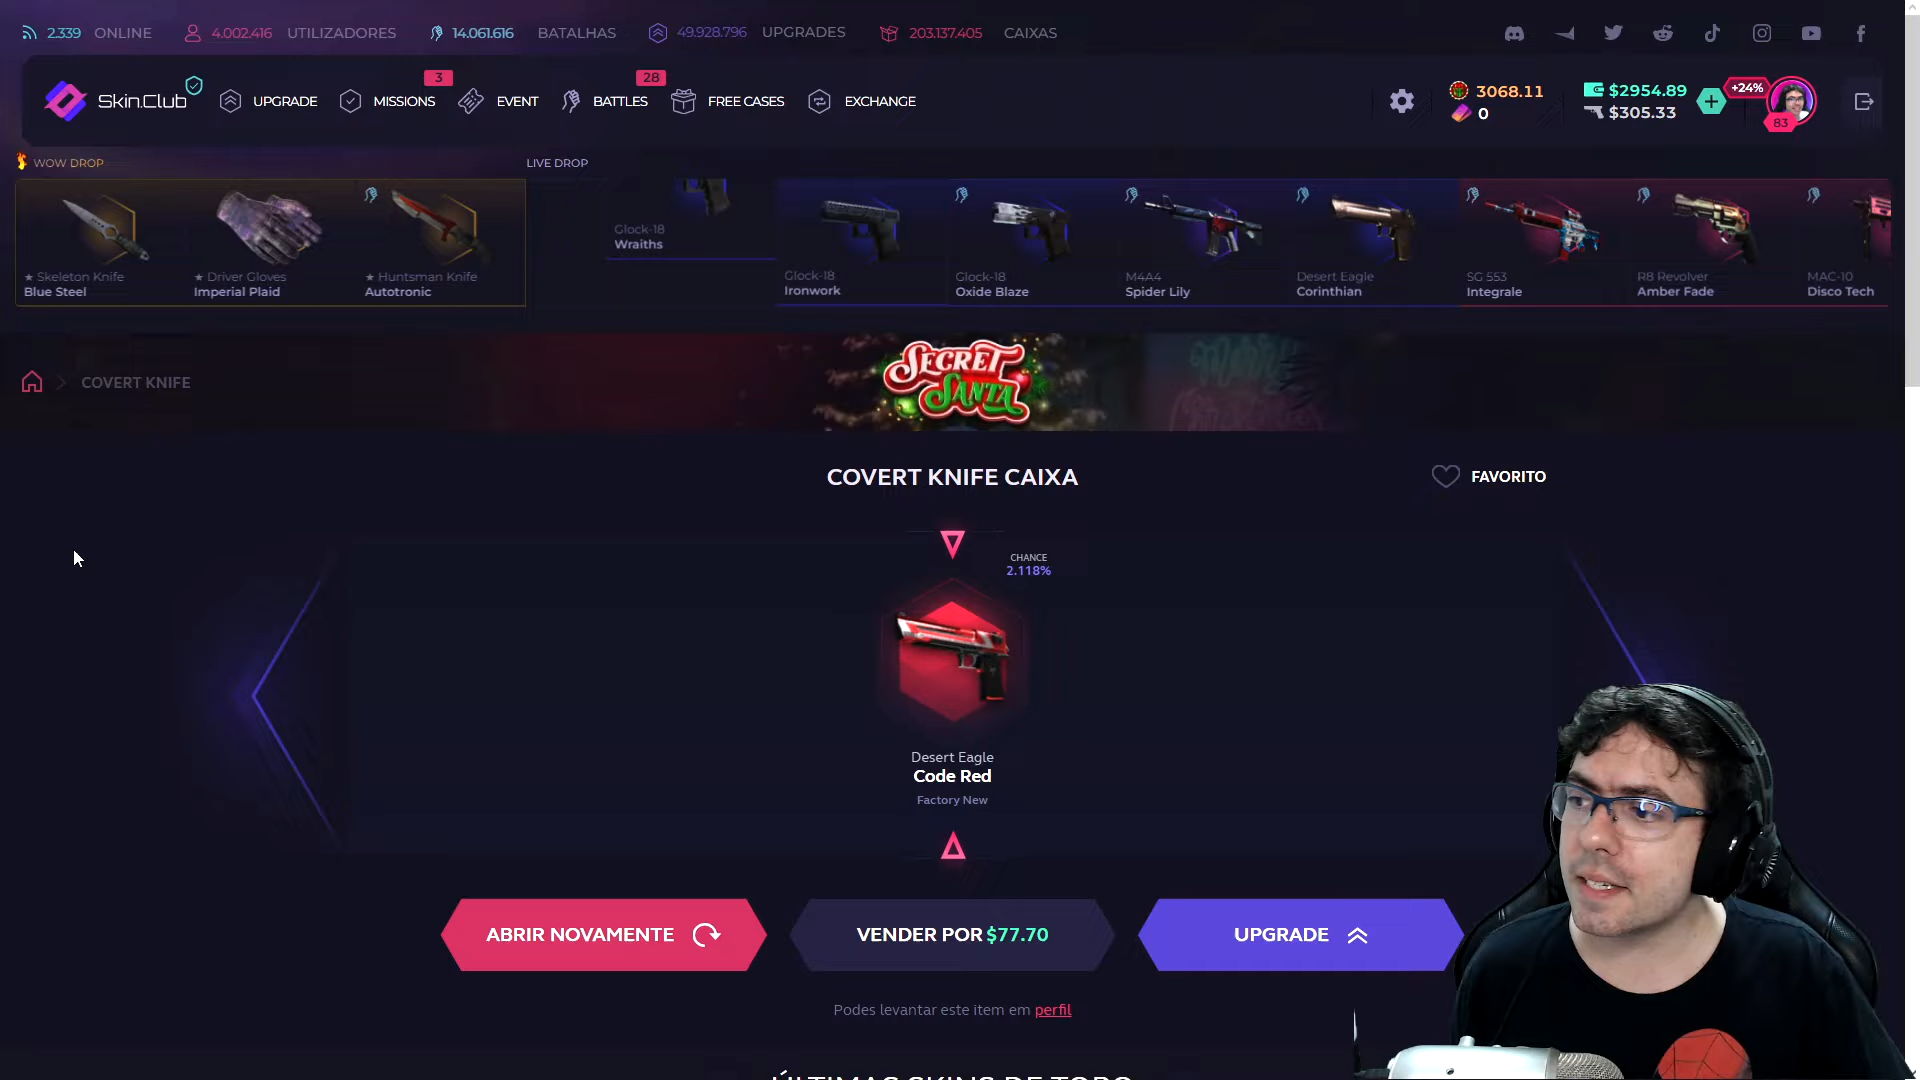 2.339 ONLINE 4.002.416 UTILIZADORES 14.061.616 BATALHAS 49.928.796 UPGRADES 203.137.405 CAIXAS
Skin.Club UPGRADE 3 MISSIONS EVENT 28 BATTLES FREE CASES EXCHANGE
3068.11
0
$2954.89
$305.33
+24%
83
WOW DROP
LIVE DROP
★ Skeleton Knife
Blue Steel
★ Driver Gloves
Imperial Plaid
★ Huntsman Knife
Autotronic
Glock-18
Wraiths
Glock-18
Ironwork
Glock-18
Oxide Blaze
M4A4
Spider Lily
Desert Eagle
Corinthian
SG 553
Integrale
R8 Revolver
Amber Fade
MAC-10
Disco Tech
SECRET
SANTA
COVERT KNIFE
COVERT KNIFE CAIXA
FAVORITO
CHANCE
2.118%
Desert Eagle
Code Red
Factory New
ABRIR NOVAMENTE
VENDER POR $77.70
UPGRADE
Podes levantar este item em perfil
ÚLTIMAS SKINS DE TOPO